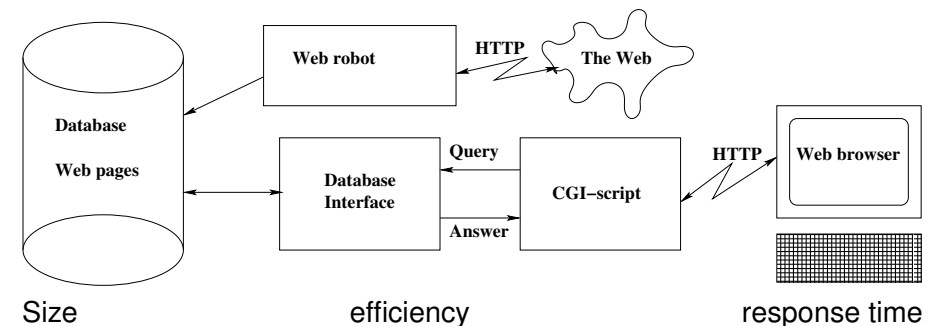 Web robot
HTTP
The Web
Database
Web pages
Database
Interface
Query
Answer
CGI−script
HTTP
Web browser
Size
efficiency
response time